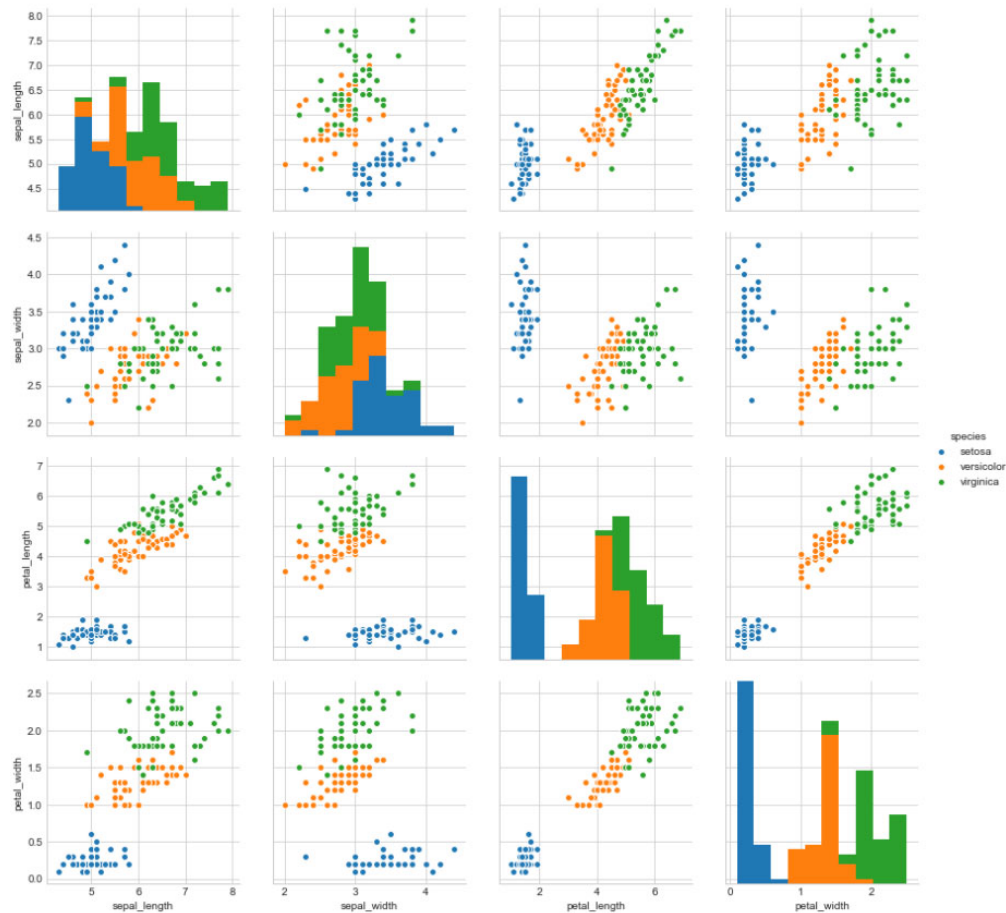 8.0
7.5
7.0
6.5
6.0
5.5
5.0
4.5
sepal_length
4.5
4.0
3.5
3.0
2.5
2.0
sepal_width
species
setosa
versicolor
virginica
7
6
5
4
3
2
1
petal_length
2.5
2.0
1.5
1.0
0.5
0.0
petal_width
5 6 7 8
sepal_length
2 3 4
sepal_width
2 4 6
petal_length
0 1 2
petal_width